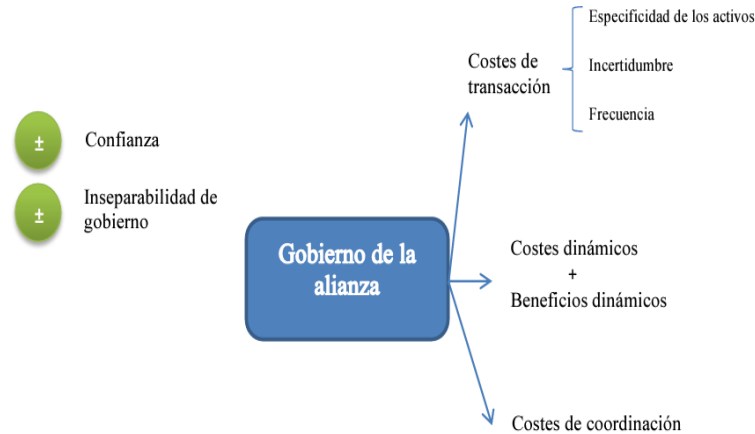 Especificidad de los activos
Costes de
transacción
Incertidumbre
Frecuencia
±
Confianza
±
Inseparabilidad de
gobierno
Gobierno de la
alianza
Costes dinámicos
+
Beneficios dinámicos
Costes de coordinación